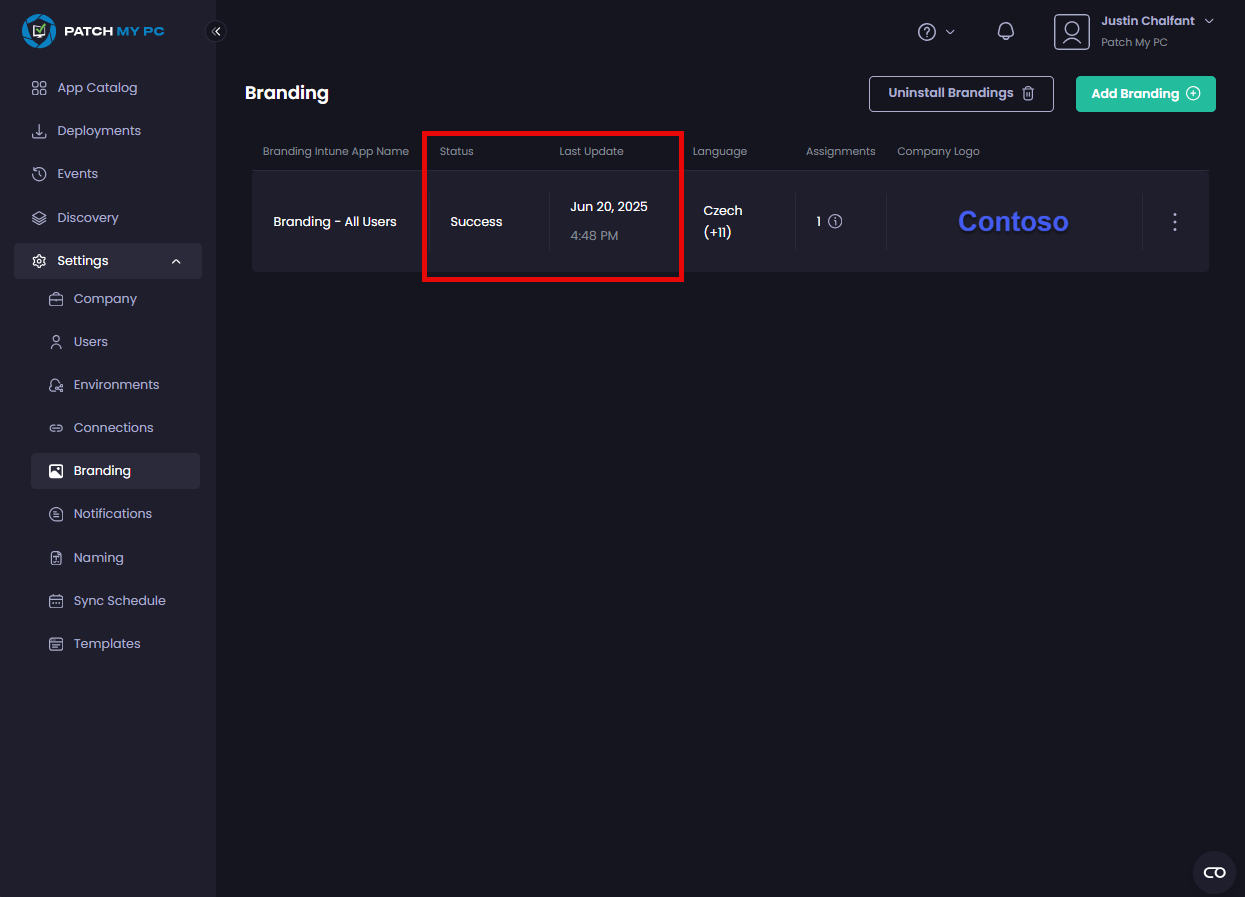 PATCH MY PC
Justin Chalfant
Patch My PC
App Catalog
Deployments
Events
Discovery
Settings
Company
Users
Environments
Connections
Branding
Notifications
Naming
Sync Schedule
Templates
Branding
Uninstall Brandings
Add Branding
Branding Intune App Name Status Last Update Language Assignments Company Logo
Branding - All Users Success Jun 20, 2025 Czech 1 Contoso
4:48 PM (+11)